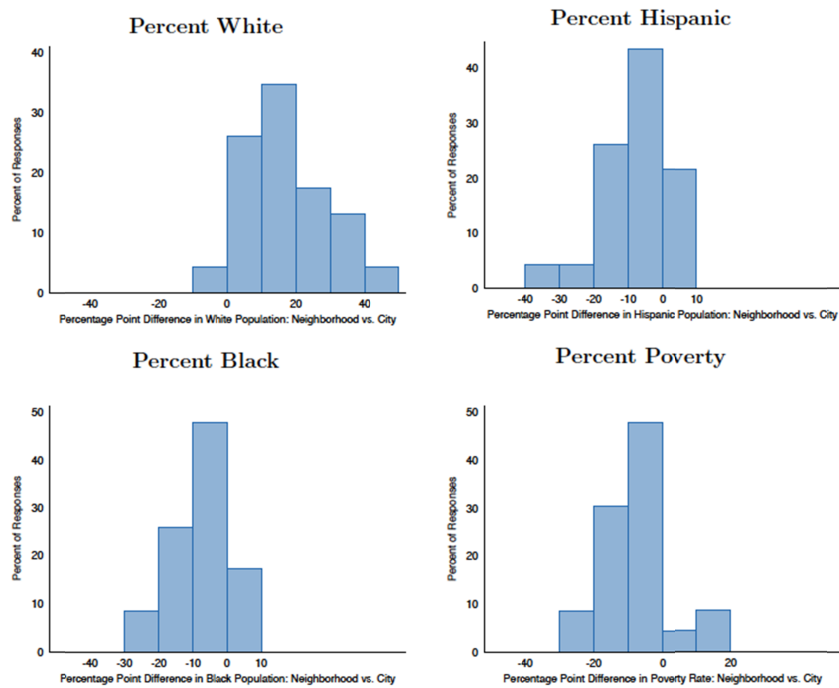 Percent White
40
30
20
10
0
Percent of Responses
-40 -20 0 20 40
Percentage Point Difference in White Population: Neighborhood vs. City
Percent Hispanic
40
30
20
10
0
Percent of Responses
-40 -30 -20 -10 0 10
Percentage Point Difference in Hispanic Population: Neighborhood vs. City
Percent Black
50
40
30
20
10
0
Percent of Responses
-40 -30 -20 -10 0 10
Percentage Point Difference in Black Population: Neighborhood vs. City
Percent Poverty
50
40
30
20
10
0
Percent of Responses
-40 -20 0 20
Percentage Point Difference in Poverty Rate: Neighborhood vs. City